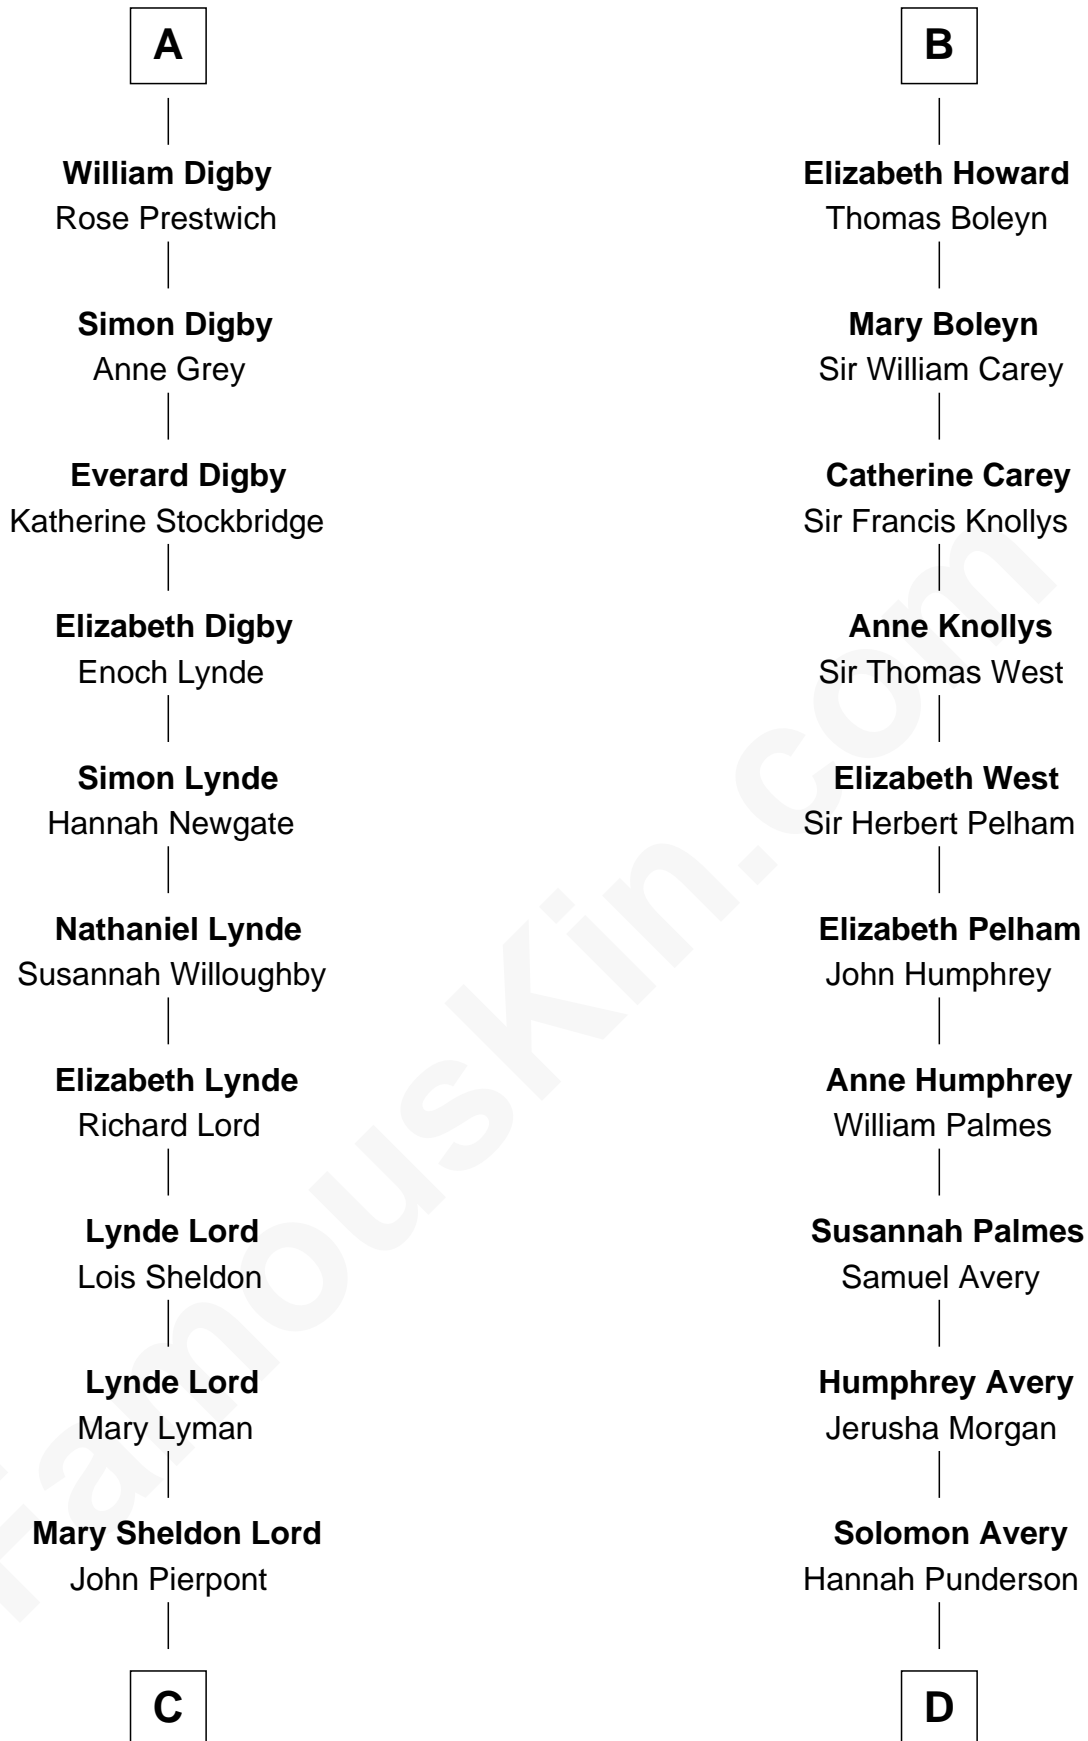 A
William Digby
Rose Prestwich
Simon Digby
Anne Grey
Everard Digby
Katherine Stockbridge
Elizabeth Digby
Enoch Lynde
Simon Lynde
Hannah Newgate
Nathaniel Lynde
Susannah Willoughby
Elizabeth Lynde
Richard Lord
Lynde Lord
Lois Sheldon
Lynde Lord
Mary Lyman
Mary Sheldon Lord
John Pierpont
C
B
Elizabeth Howard
Thomas Boleyn
Mary Boleyn
Sir William Carey
Catherine Carey
Sir Francis Knollys
Anne Knollys
Sir Thomas West
Elizabeth West
Sir Herbert Pelham
Elizabeth Pelham
John Humphrey
Anne Humphrey
William Palmes
Susannah Palmes
Samuel Avery
Humphrey Avery
Jerusha Morgan
Solomon Avery
Hannah Punderson
D
FamousKin.com